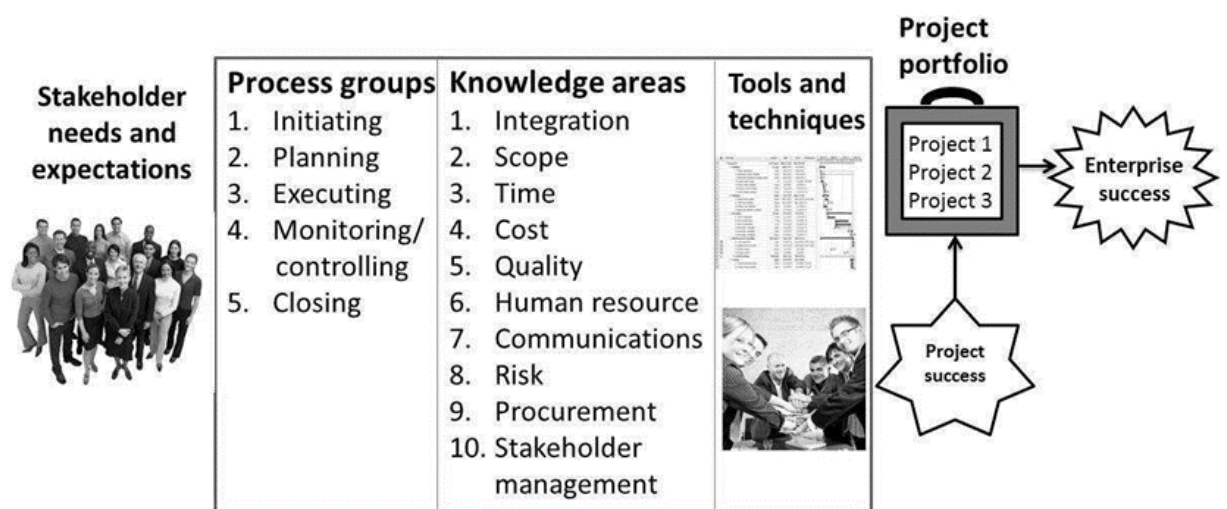 Stakeholder
needs and
expectations
Process groups
1. Initiating
2. Planning
3. Executing
4. Monitoring/
controlling
5. Closing
Knowledge areas
1. Integration
2. Scope
3. Time
4. Cost
5. Quality
6. Human resource
7. Communications
8. Risk
9. Procurement
10. Stakeholder
management
Tools and
techniques
Project
portfolio
Project 1
Project 2
Project 3
Enterprise
success
Project
success